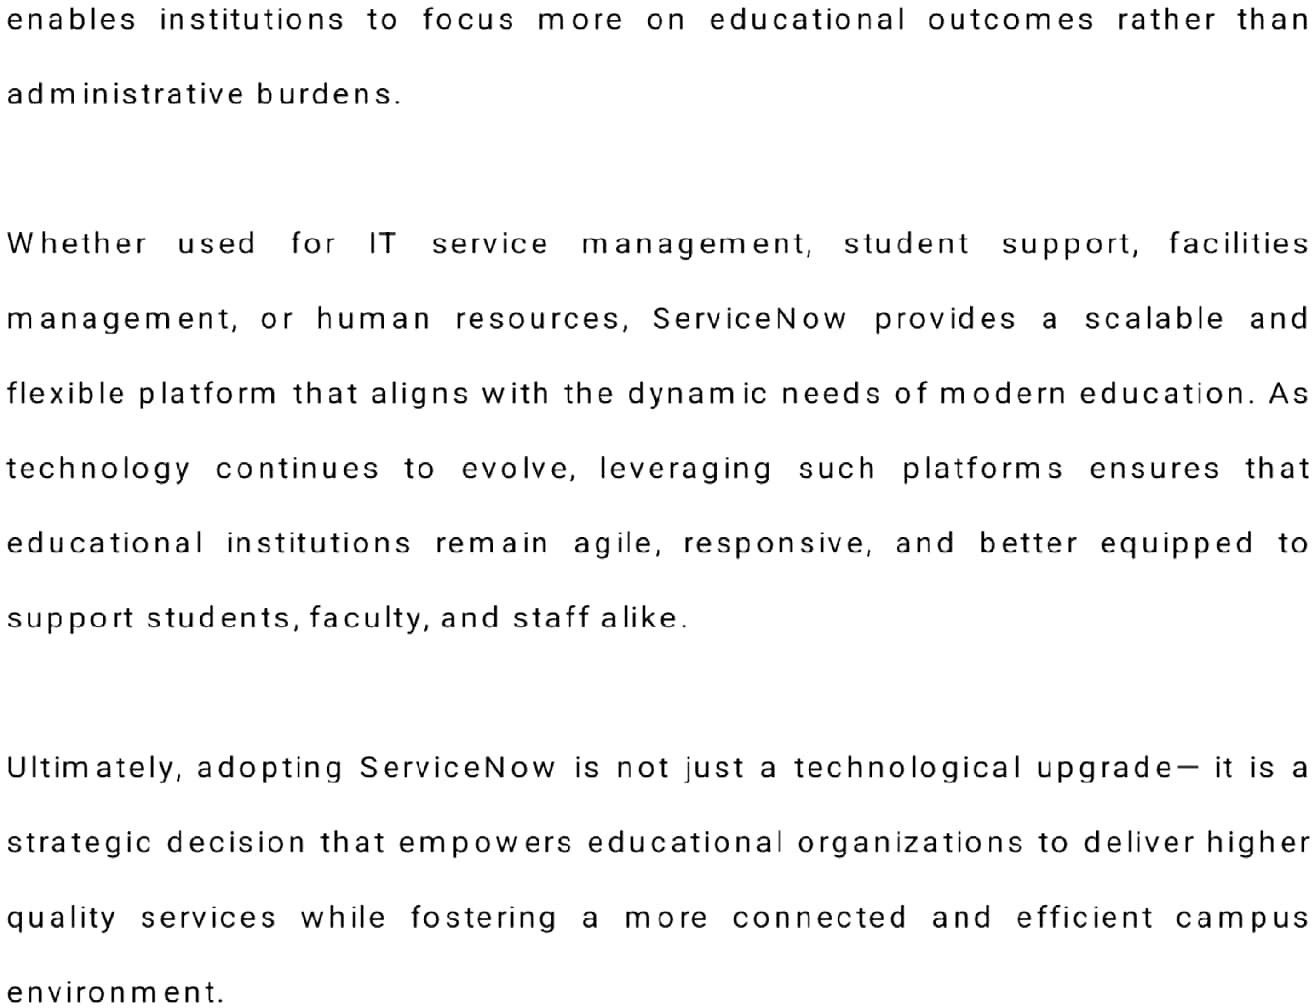 enables institutions to focus more on educational outcomes rather than
administrative burdens.
Whether used for IT service management, student support, facilities
management, or human resources, ServiceNow provides a scalable and
flexible platform that aligns with the dynamic needs of modern education. As
technology continues to evolve, leveraging such platforms ensures that
educational institutions remain agile, responsive, and better equipped to
support students, faculty, and staff alike.
Ultimately, adopting ServiceNow is not just a technological upgrade— it is a
strategic decision that empowers educational organizations to deliver higher
quality services while fostering a more connected and efficient campus
environment.